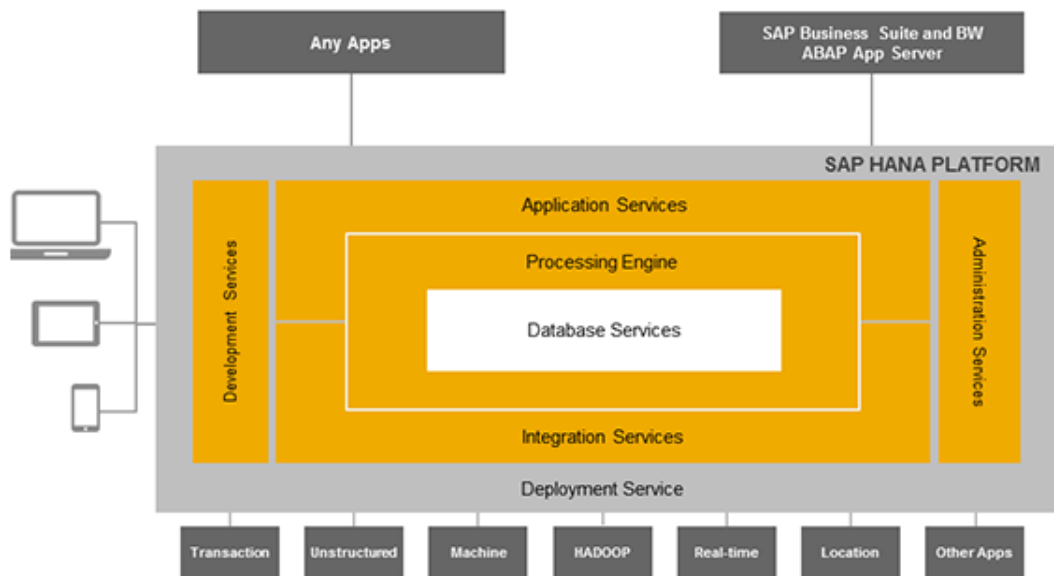 Any Apps
SAP Business Suite and BW
ABAP App Server
SAP HANA PLATFORM
Development Services
Application Services
Processing Engine
Database Services
Integration Services
Administration Services
Deployment Service
Transaction
Unstructured
Machine
HADOOP
Real-time
Location
Other Apps